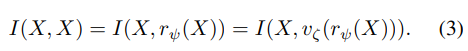 I(X, X) = I(X, r_ψ(X)) = I(X, v_ζ(r_ψ(X))). (3)